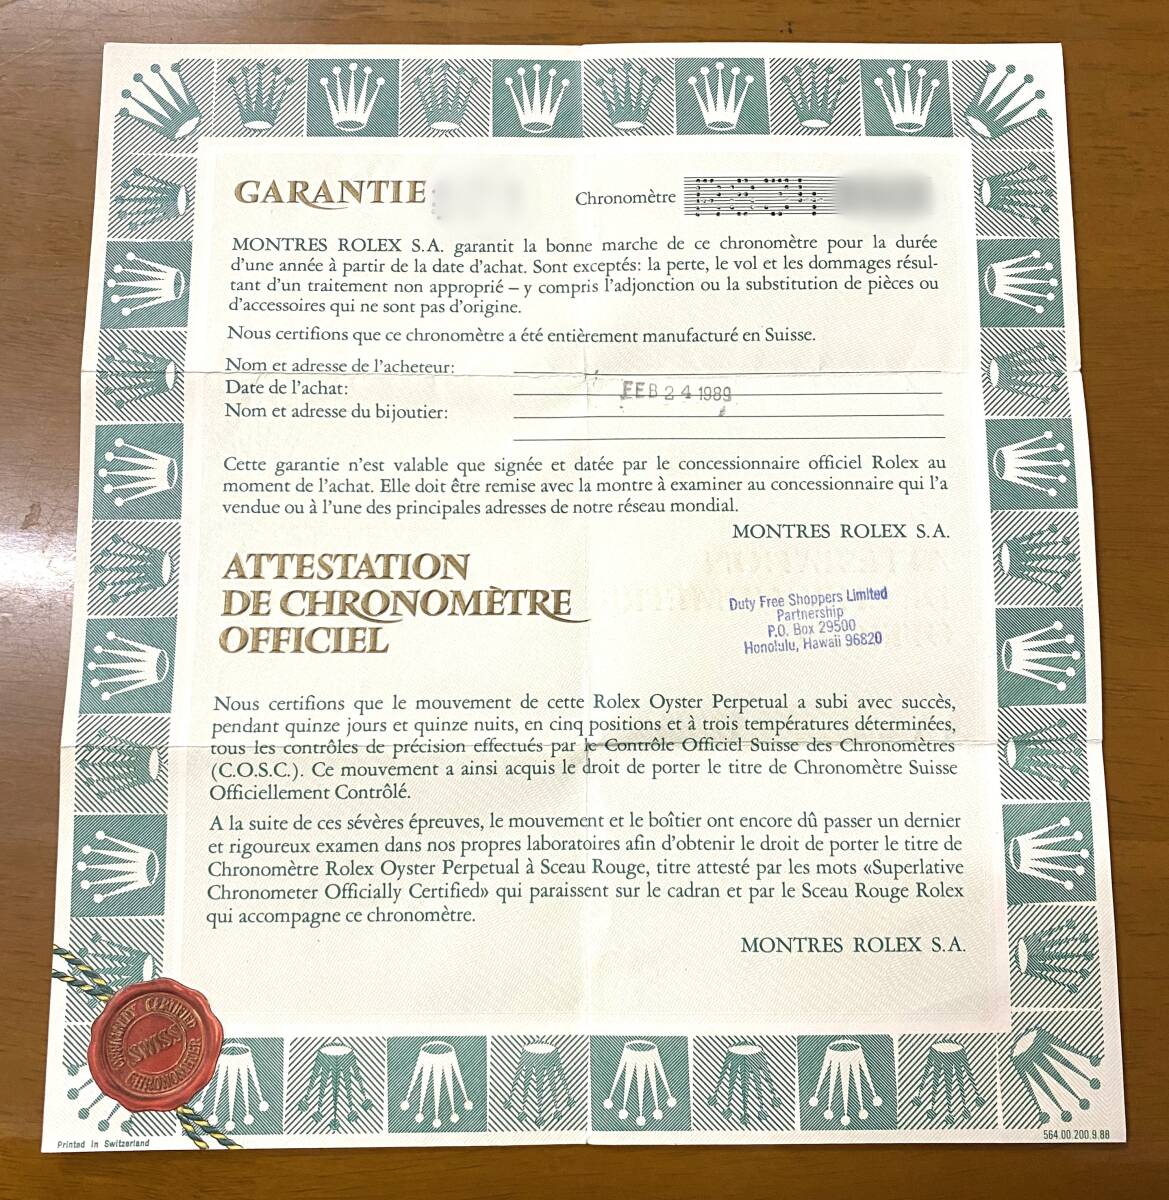 GARANTIE
Chronomètre
MONTRES ROLEX S.A. garantit la bonne marche de ce chronomètre pour la durée
d'une année à partir de la date d'achat. Sont exceptés: la perte, le vol et les dommages résul-
tant d'un traitement non approprié – y compris l'adjonction ou la substitution de pièces ou
d'accessoires qui ne sont pas d'origine.
Nous certifions que ce chronomètre a été entièrement manufacturé en Suisse.
Nom et adresse de l'acheteur:
Date de l'achat: FEB 24 1989
Nom et adresse du bijoutier:
Cette garantie n'est valable que signée et datée par le concessionnaire officiel Rolex au
moment de l'achat. Elle doit être remise avec la montre à examiner au concessionnaire qui l'a
vendue ou à l'une des principales adresses de notre réseau mondial.
MONTRES ROLEX S.A.
ATTESTATION
DE CHRONOMÈTRE
OFFICIEL
Duty Free Shoppers Limited
Partnership
P.O. Box 29500
Honolulu, Hawaii 96820
Nous certifions que le mouvement de cette Rolex Oyster Perpetual a subi avec succès,
pendant quinze jours et quinze nuits, en cinq positions et à trois températures déterminées,
tous les contrôles de précision effectués par le Contrôle Officiel Suisse des Chronomètres
(C.O.S.C.). Ce mouvement a ainsi acquis le droit de porter le titre de Chronomètre Suisse
Officiellement Contrôlé.
A la suite de ces sévères épreuves, le mouvement et le boîtier ont encore dû passer un dernier
et rigoureux examen dans nos propres laboratoires afin d'obtenir le droit de porter le titre de
Chronomètre Rolex Oyster Perpetual à Sceau Rouge, titre attesté par les mots «Superlative
Chronometer Officially Certified» qui paraissent sur le cadran et par le Sceau Rouge Rolex
qui accompagne ce chronomètre.
MONTRES ROLEX S.A.
OFFICIALLY CERTIFIED
SWISS
CHRONOMETER
Printed in Switzerland
564.00.200.9.88